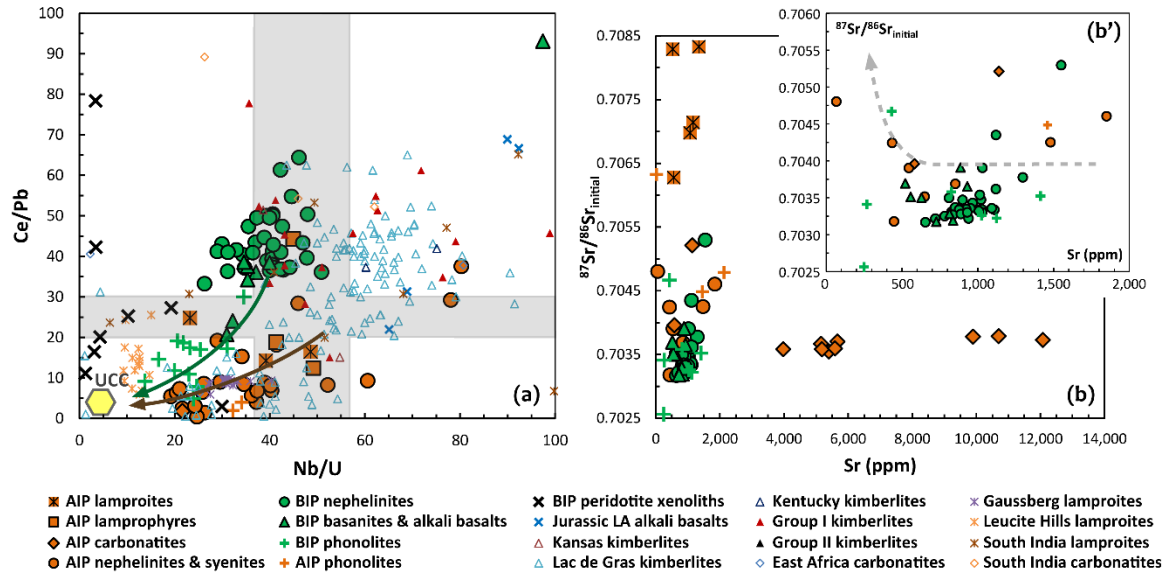 100
90
80
70
60
50
40
30
20
10
0
Ce/Pb
UCC
(a)
0 20 40 60 80 100
Nb/U
0.7085
0.7075
0.7065
0.7055
0.7045
0.7035
0.7025
⁸⁷Sr/⁸⁶Sr initial
(b)
0 2,000 4,000 6,000 8,000 10,000 12,000 14,000
Sr (ppm)
0.7060
0.7055
0.7050
0.7045
0.7040
0.7035
0.7030
0.7025
⁸⁷Sr/⁸⁶Sr initial
(b')
Sr (ppm)
0 500 1,000 1,500 2,000
AIP lamproites
AIP lamprophyres
AIP carbonatites
AIP nephelinites & syenites
BIP nephelinites
BIP basanites & alkali basalts
BIP phonolites
AIP phonolites
BIP peridotite xenoliths
Jurassic LA alkali basalts
Kansas kimberlites
Lac de Gras kimberlites
Kentucky kimberlites
Group I kimberlites
Group II kimberlites
East Africa carbonatites
Gaussberg lamproites
Leucite Hills lamproites
South India lamproites
South India carbonatites